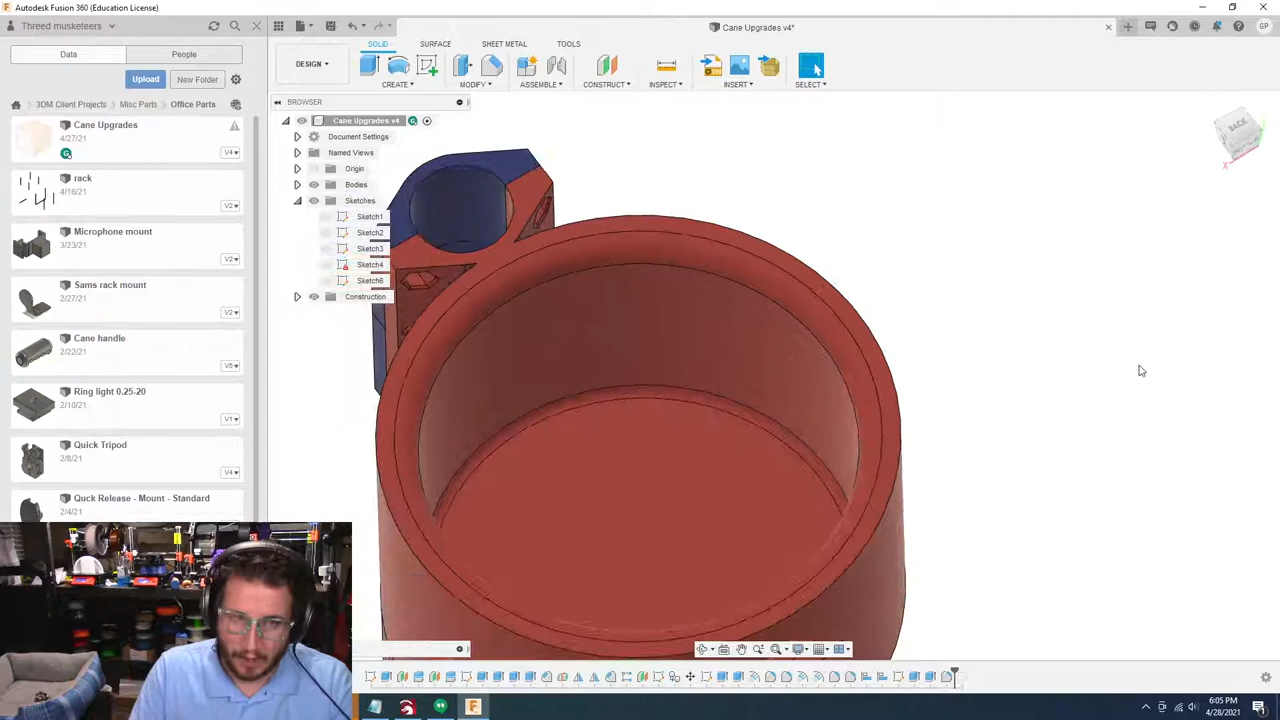 Autodesk Fusion 360 (Education License)
Threed musketeers
Cane Upgrades v4*
GP
Data
People
SOLID
SURFACE
SHEET METAL
TOOLS
DESIGN
CREATE
MODIFY
ASSEMBLE
CONSTRUCT
INSPECT
INSERT
SELECT
Upload
New Folder
3DM Client Projects
Misc Parts
Office Parts
BROWSER
Cane Upgrades
4/27/21
V4
rack
4/16/21
V2
Microphone mount
3/23/21
V2
Sams rack mount
2/27/21
V2
Cane handle
2/22/21
V5
Ring light 0.25-20
2/10/21
V1
Quick Tripod
2/8/21
V4
Quck Release - Mount - Standard
2/4/21
Cane Upgrades v4
Document Settings
Named Views
Origin
Bodies
Sketches
Sketch1
Sketch2
Sketch3
Sketch4
Sketch6
Construction
BACK
X
6:05 PM
4/28/2021